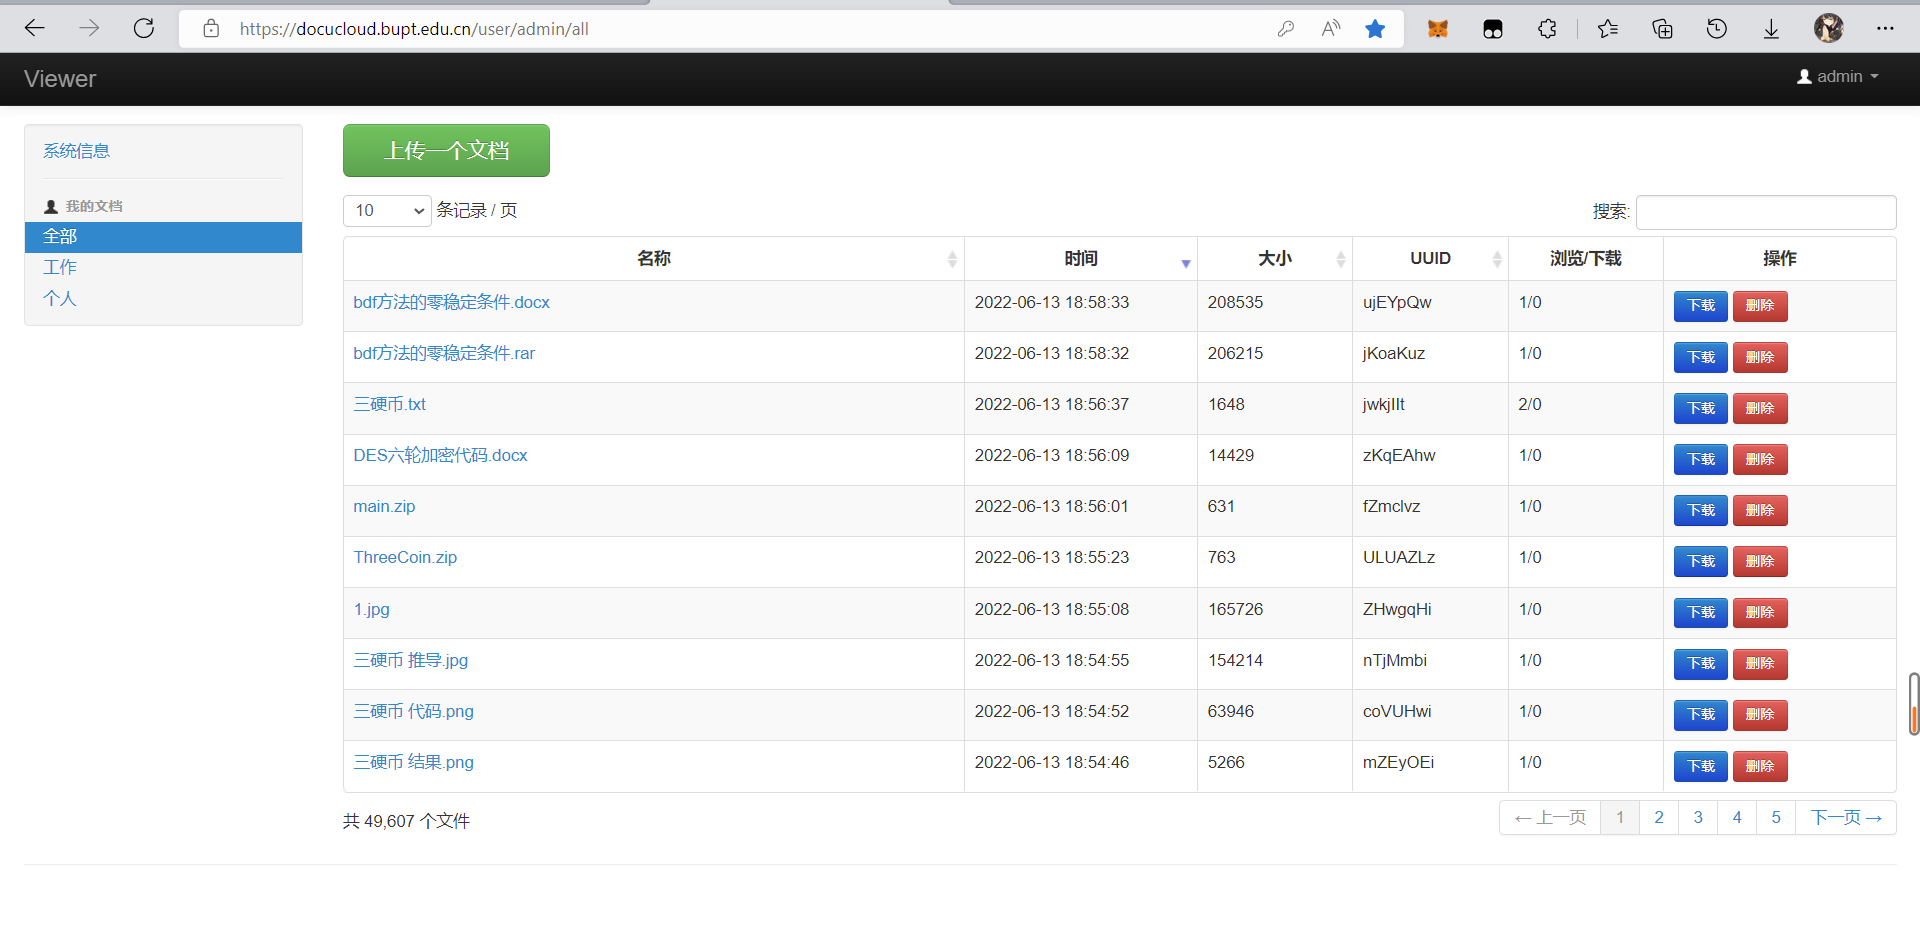 https://docucloud.bupt.edu.cn/user/admin/all
Viewer
admin
系统信息
我的文档
全部
工作
个人
上传一个文档
10 条记录 / 页
搜索:
名称 时间 大小 UUID 浏览/下载 操作
bdf方法的零稳定条件.docx 2022-06-13 18:58:33 208535 ujEYpQw 1/0 下载 删除
bdf方法的零稳定条件.rar 2022-06-13 18:58:32 206215 jKoaKuz 1/0 下载 删除
三硬币.txt 2022-06-13 18:56:37 1648 jwkjIlt 2/0 下载 删除
DES六轮加密代码.docx 2022-06-13 18:56:09 14429 zKqEAhw 1/0 下载 删除
main.zip 2022-06-13 18:56:01 631 fZmclvz 1/0 下载 删除
ThreeCoin.zip 2022-06-13 18:55:23 763 ULUAZLz 1/0 下载 删除
1.jpg 2022-06-13 18:55:08 165726 ZHwgqHi 1/0 下载 删除
三硬币 推导.jpg 2022-06-13 18:54:55 154214 nTjMmbi 1/0 下载 删除
三硬币 代码.png 2022-06-13 18:54:52 63946 coVUHwi 1/0 下载 删除
三硬币 结果.png 2022-06-13 18:54:46 5266 mZEyOEi 1/0 下载 删除
共 49,607 个文件
← 上一页 1 2 3 4 5 下一页 →